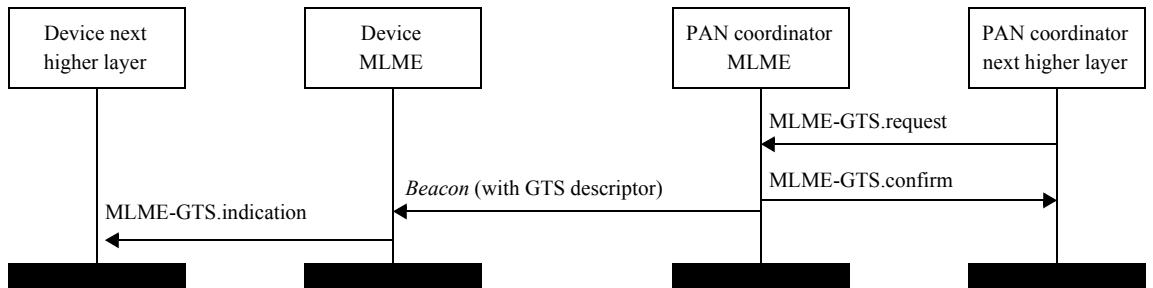 Device next
higher layer
Device
MLME
PAN coordinator
MLME
PAN coordinator
next higher layer
MLME-GTS.request
MLME-GTS.confirm
Beacon (with GTS descriptor)
MLME-GTS.indication